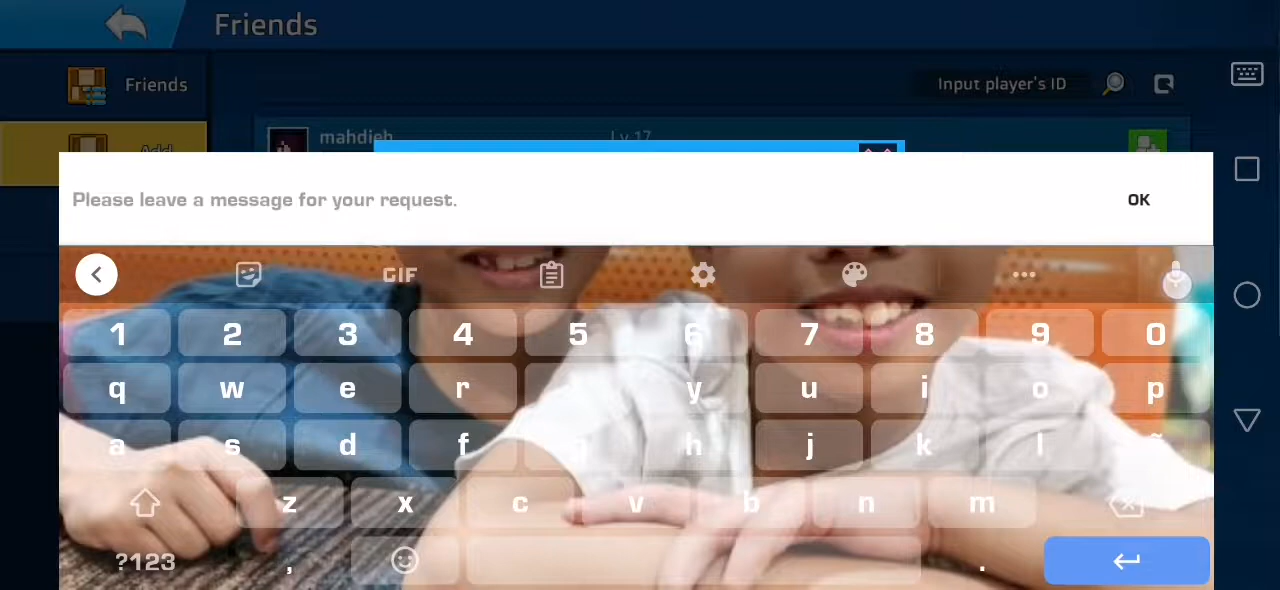 Friends
Friends
Input player's ID
Add
mahdieh
Lv.17
Please leave a message for your request.
OK
GIF
1 2 3 4 5 6 7 8 9 0
q w e r y u i o p
a s d f h j k l ñ
z x c v b n m
?123 , .